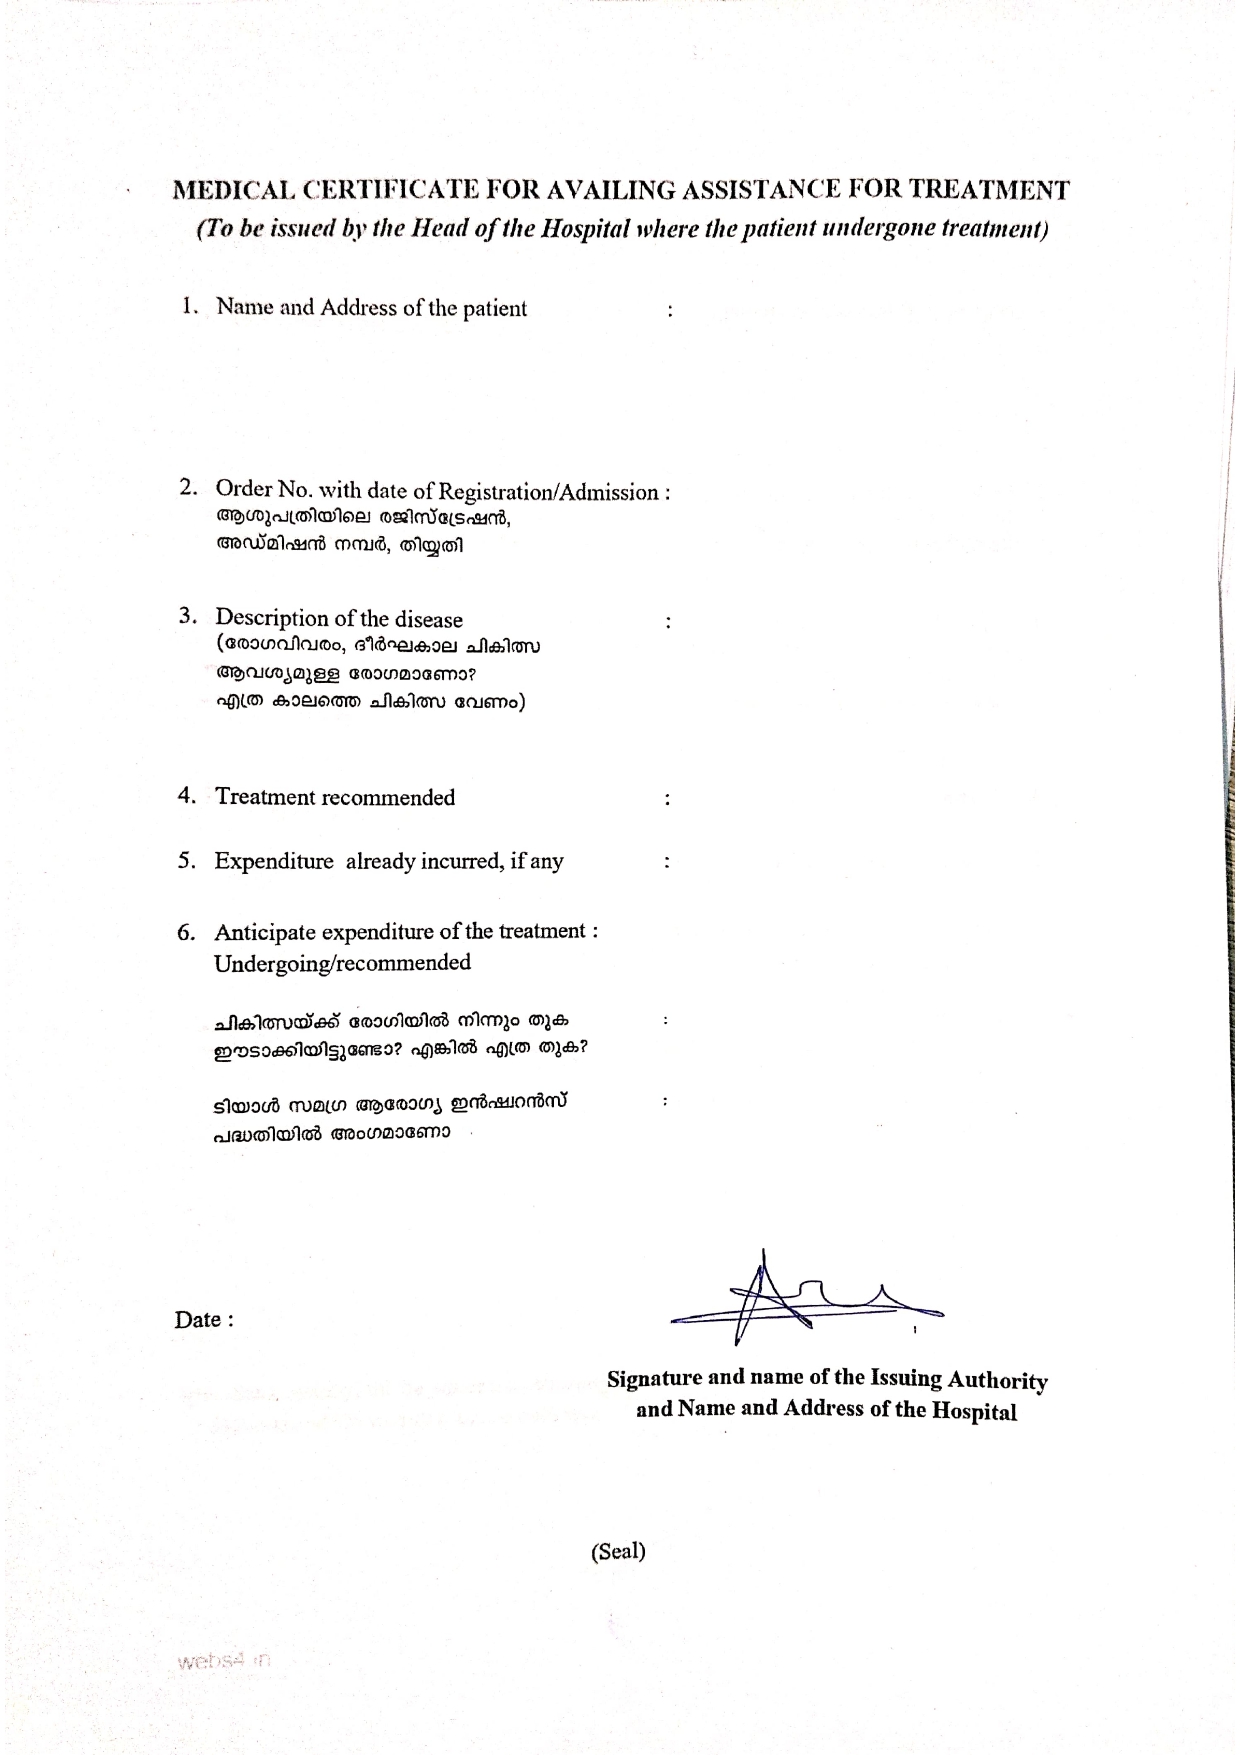 MEDICAL CERTIFICATE FOR AVAILING ASSISTANCE FOR TREATMENT
(To be issued by the Head of the Hospital where the patient undergone treatment)
1. Name and Address of the patient :
2. Order No. with date of Registration/Admission :
ആശുപത്രിയിലെ രജിസ്ട്രേഷൻ,
അഡ്മിഷൻ നമ്പർ, തിയ്യതി
3. Description of the disease :
(രോഗവിവരം, ദീർഘകാല ചികിത്സ
ആവശ്യമുള്ള രോഗമാണോ?
എത്ര കാലത്തെ ചികിത്സ വേണം)
4. Treatment recommended :
5. Expenditure already incurred, if any :
6. Anticipate expenditure of the treatment :
Undergoing/recommended
ചികിത്സയ്ക്ക് രോഗിയിൽ നിന്നും തുക :
ഈടാക്കിയിട്ടുണ്ടോ? എങ്കിൽ എത്ര തുക?
ടിയാൾ സമഗ്ര ആരോഗ്യ ഇൻഷ്വറൻസ് :
പദ്ധതിയിൽ അംഗമാണോ
Date :
Signature and name of the Issuing Authority
and Name and Address of the Hospital
(Seal)
webs4.in